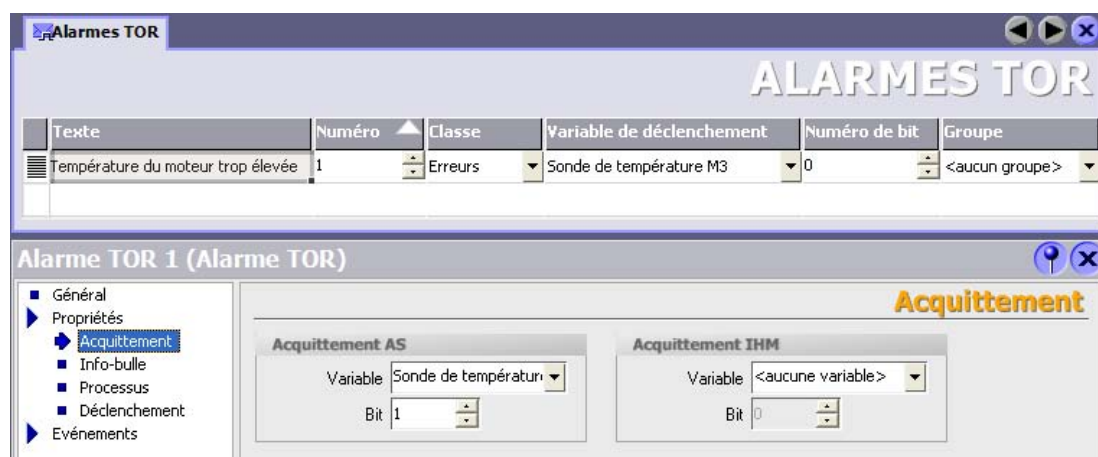 Alarmes TOR
ALARMES TOR
Texte Numéro Classe Variable de déclenchement Numéro de bit Groupe
Température du moteur trop élevée 1 Erreurs Sonde de température M3 0 <aucun groupe>
Alarme TOR 1 (Alarme TOR)
Général
Propriétés
Acquittement
Info-bulle
Processus
Déclenchement
Evénements
Acquittement
Acquittement AS
Variable Sonde de températur
Bit 1
Acquittement IHM
Variable <aucune variable>
Bit 0